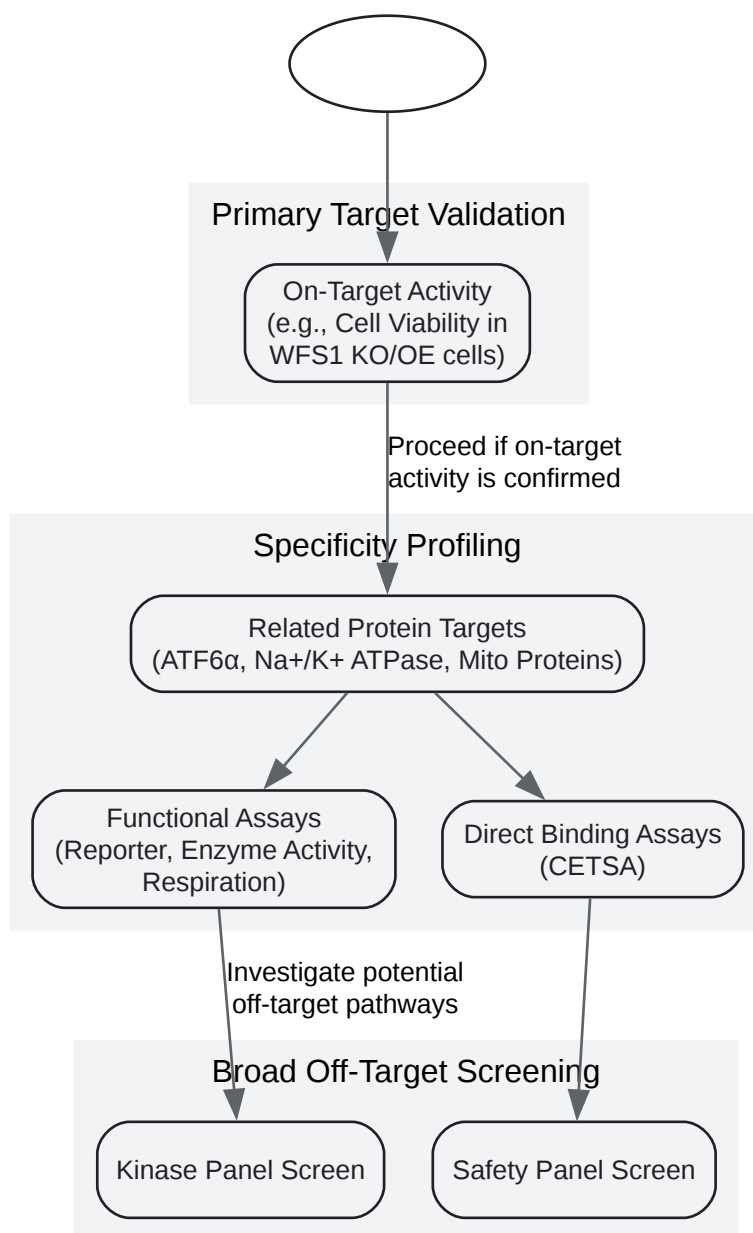 Primary Target Validation
On-Target Activity
(e.g., Cell Viability in
WFS1 KO/OE cells)
Proceed if on-target
activity is confirmed
Specificity Profiling
Related Protein Targets
(ATF6α, Na+/K+ ATPase, Mito Proteins)
Functional Assays
(Reporter, Enzyme Activity,
Respiration)
Direct Binding Assays
(CETSA)
Investigate potential
off-target pathways
Broad Off-Target Screening
Kinase Panel Screen
Safety Panel Screen